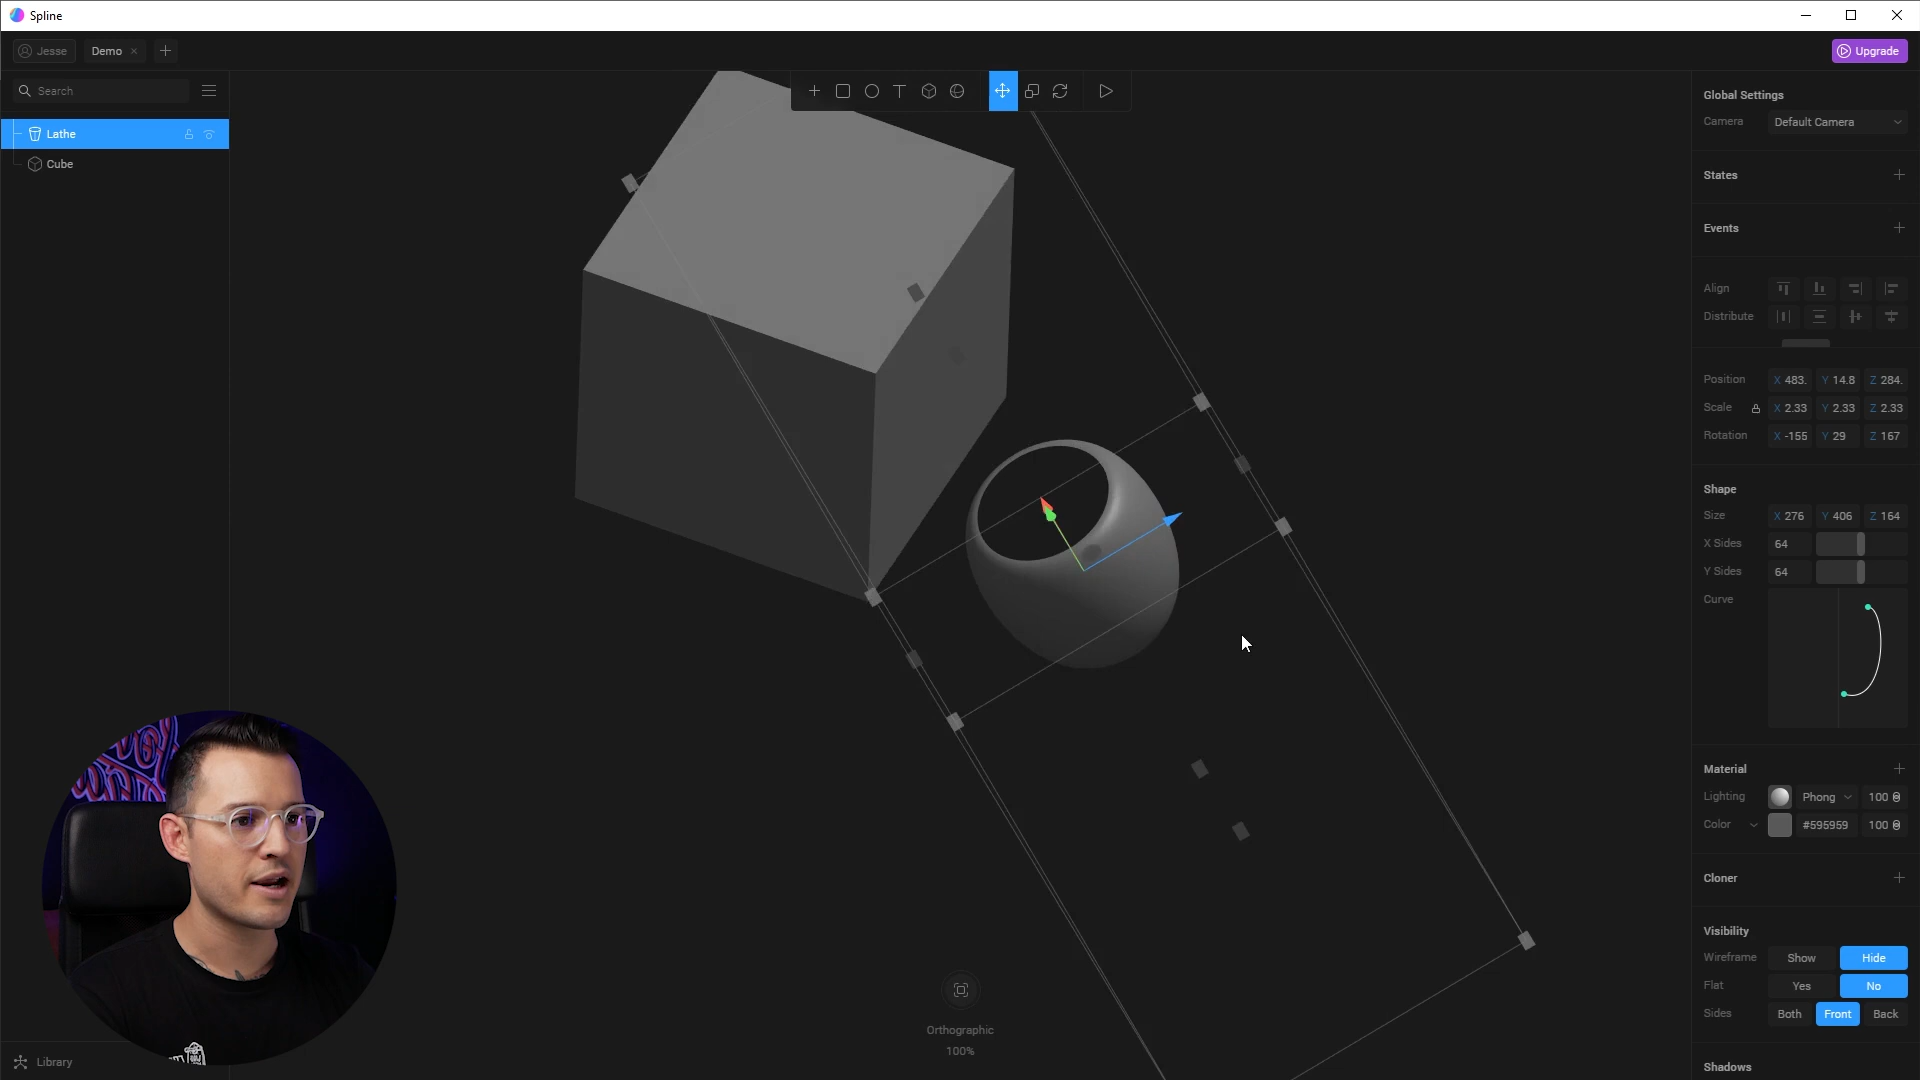 Spline
Jesse
Demo
Upgrade
Search
Lathe
Cube
Global Settings
Camera Default Camera
States
Events
Align
Distribute
Position X 483. Y 14.8 Z 284.
Scale X 2.33 Y 2.33 Z 2.33
Rotation X -155 Y 29 Z 167
Shape
Size X 276 Y 406 Z 164
X Sides 64
Y Sides 64
Curve
Material
Lighting Phong 100
Color #595959 100
Cloner
Visibility
Wireframe Show Hide
Flat Yes No
Sides Both Front Back
Shadows
Orthographic
100%
Library